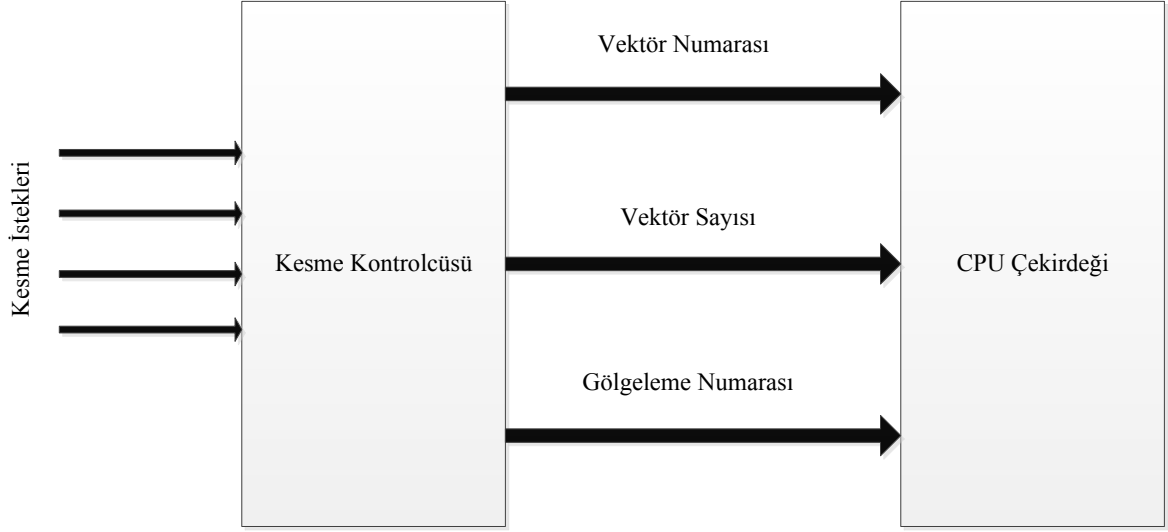 Kesme İstekleri
Kesme Kontrolcüsü
Vektör Numarası
Vektör Sayısı
Gölgeleme Numarası
CPU Çekirdeği